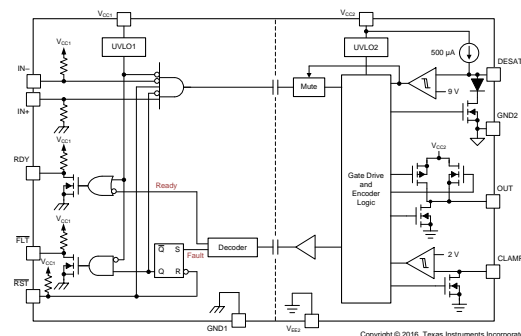 VCC1
VCC2
UVLO1
UVLO2
VCC1
500 µA
DESAT
IN–
Mute
9 V
IN+
GND2
VCC1
RDY
VCC2
Ready
Gate Drive
and
Encoder
Logic
OUT
VCC1
FLT
Q S
Fault
Decoder
2 V
VCC1
Q R
CLAMP
RST
GND1
VEE2
Copyright © 2016, Texas Instruments Incorporate